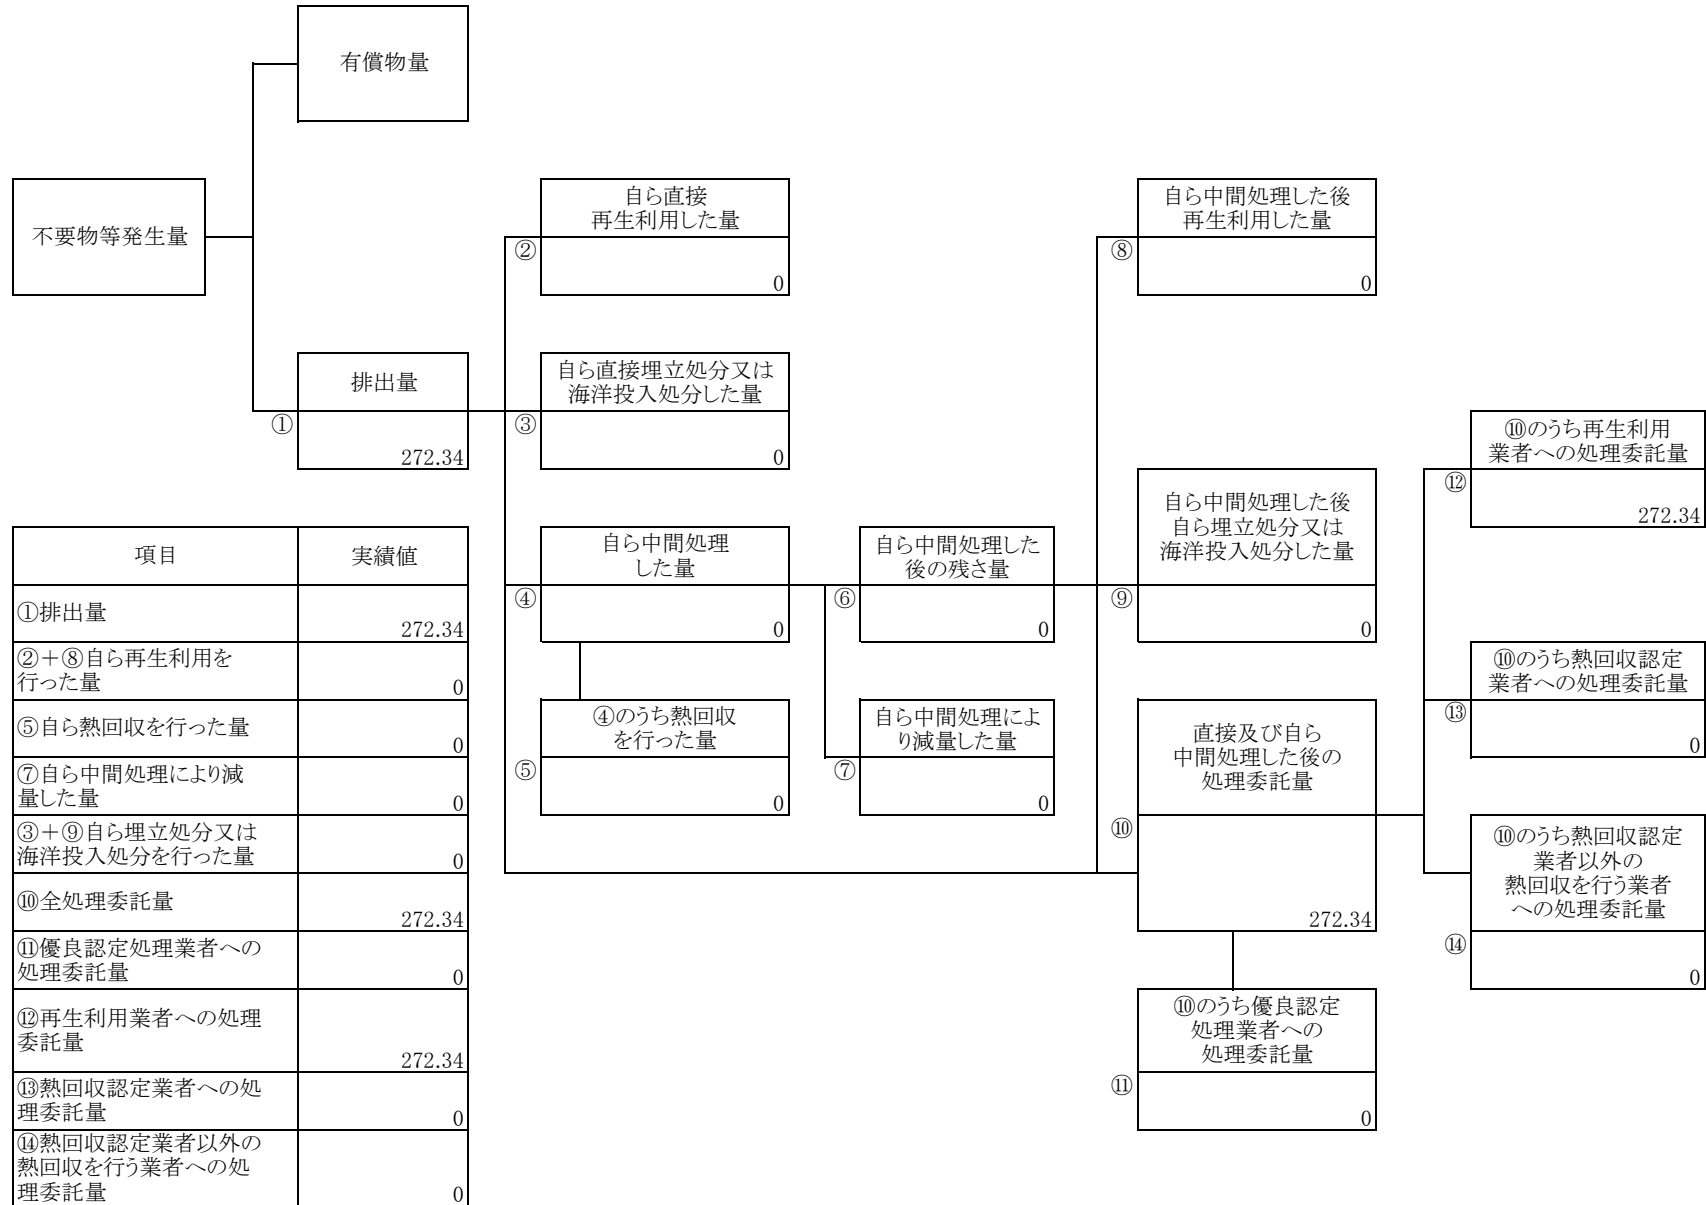 有償物量
不要物等発生量
自ら直接
再生利用した量
②
0
自ら中間処理した後
再生利用した量
⑧
0
排出量
①
272.34
自ら直接埋立処分又は
海洋投入処分した量
③
0
⑩のうち再生利用
業者への処理委託量
⑫
272.34
自ら中間処理した後
自ら埋立処分又は
海洋投入処分した量
⑨
0
自ら中間処理
した量
④
0
自ら中間処理した
後の残さ量
⑥
0
④のうち熱回収
を行った量
⑤
0
自ら中間処理によ
り減量した量
⑦
0
直接及び自ら
中間処理した後の
処理委託量
⑩
272.34
⑩のうち熱回収認定
業者への処理委託量
⑬
0
⑩のうち熱回収認定
業者以外の
熱回収を行う業者
への処理委託量
⑭
0
⑩のうち優良認定
処理業者への
処理委託量
⑪
0
項目
実績値
①排出量
272.34
②＋⑧自ら再生利用を
行った量
0
⑤自ら熱回収を行った量
0
⑦自ら中間処理により減
量した量
0
③＋⑨自ら埋立処分又は
海洋投入処分を行った量
0
⑩全処理委託量
272.34
⑪優良認定処理業者への
処理委託量
0
⑫再生利用業者への処理
委託量
272.34
⑬熱回収認定業者への処
理委託量
0
⑭熱回収認定業者以外の
熱回収を行う業者への処
理委託量
0